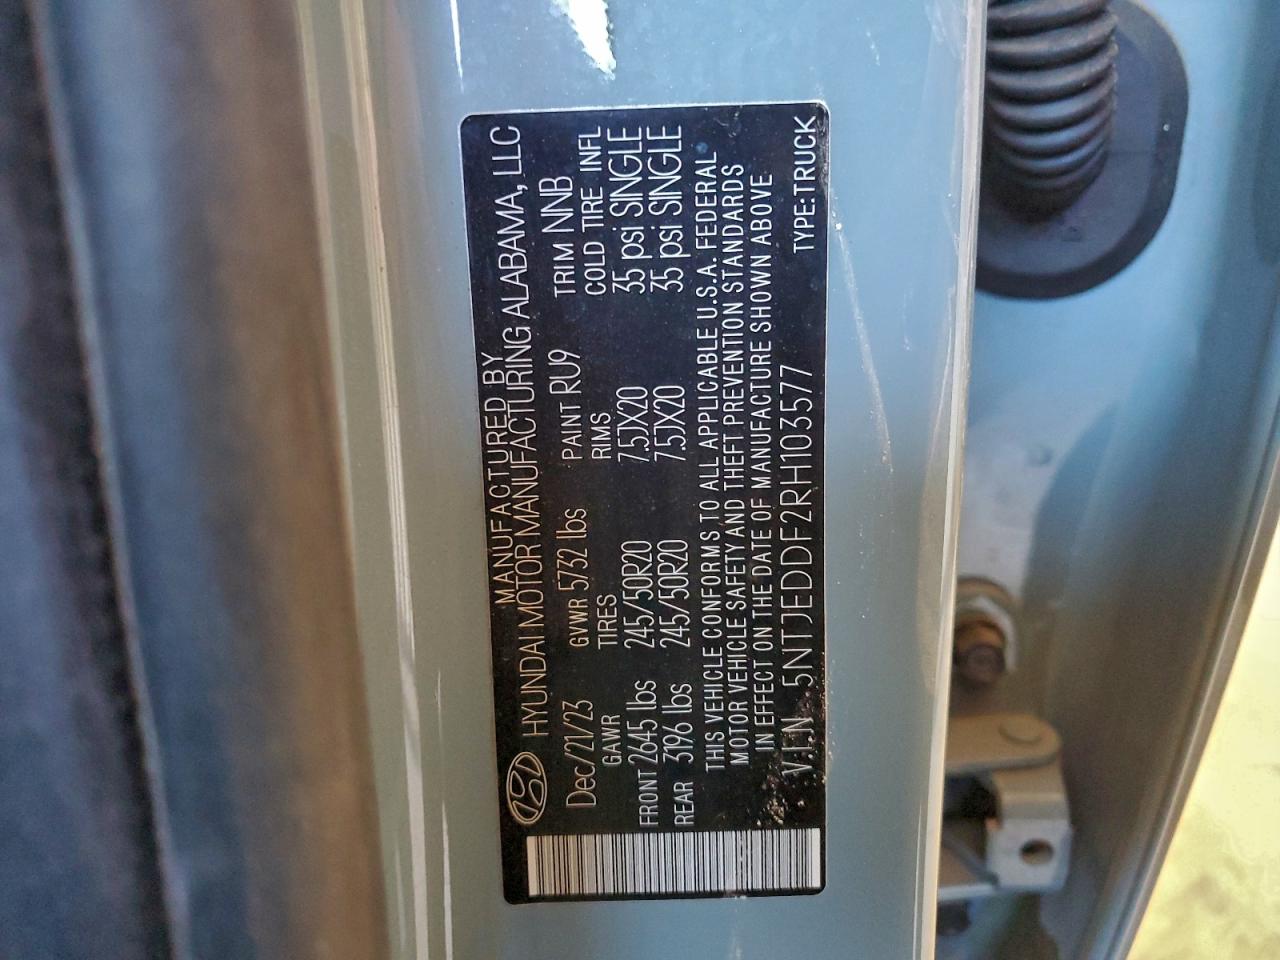 MANUFACTURED BY
HYUNDAI MOTOR MANUFACTURING ALABAMA, LLC
Dec/21/23 GVWR 5732 lbs PAINT RU9 TRIM NNB
GAWR TIRES RIMS COLD TIRE INFL
FRONT 2645 lbs 245/50R20 7.5JX20 35 psi SINGLE
REAR 3196 lbs 245/50R20 7.5JX20 35 psi SINGLE
THIS VEHICLE CONFORMS TO ALL APPLICABLE U.S.A. FEDERAL
MOTOR VEHICLE SAFETY AND THEFT PREVENTION STANDARDS
IN EFFECT ON THE DATE OF MANUFACTURE SHOWN ABOVE.
V.I.N 5NTJEDDF2RH103577 TYPE:TRUCK